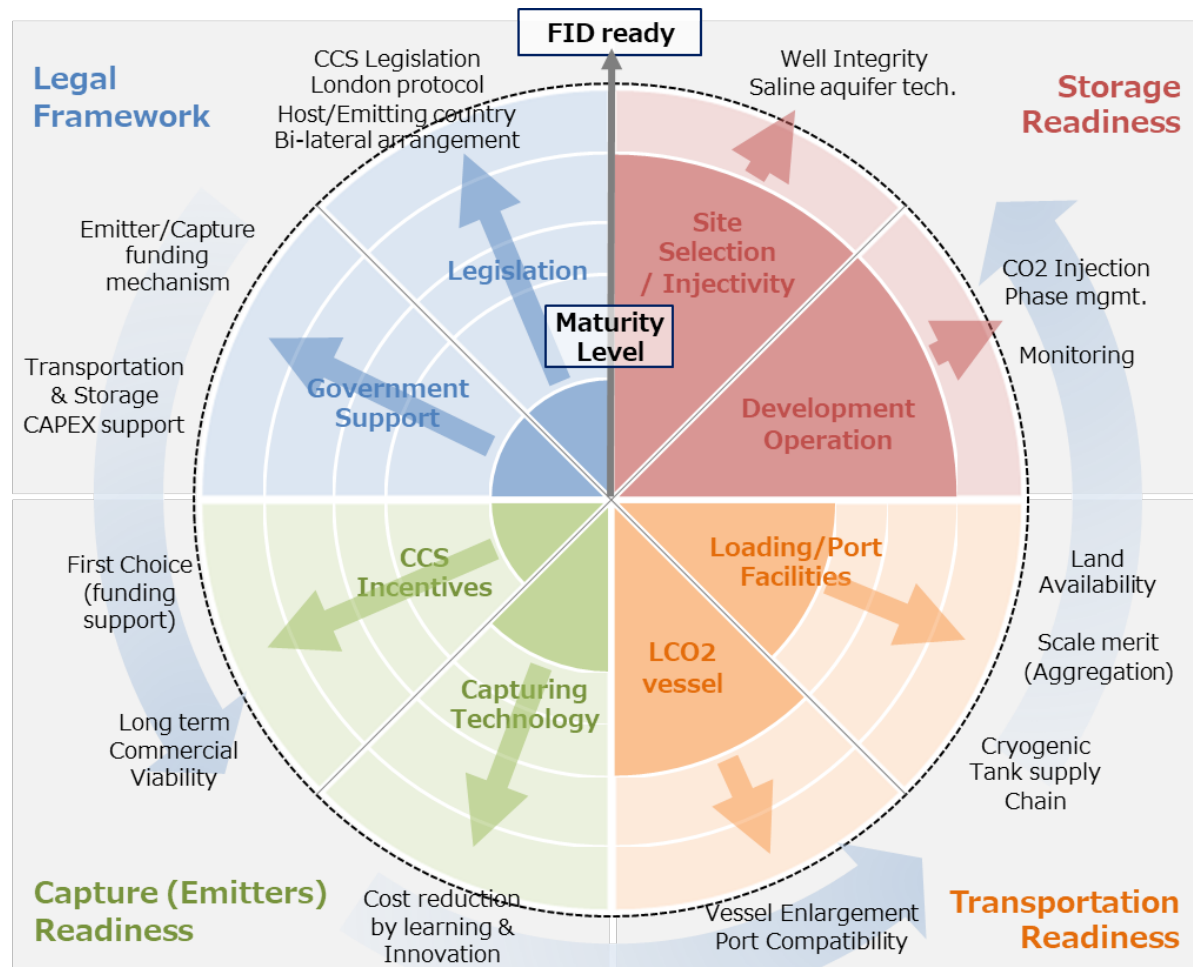 FID ready
Legal
Framework
CCS Legislation
London protocol
Host/Emitting country
Bi-lateral arrangement
Well Integrity
Saline aquifer tech.
Storage
Readiness
Emitter/Capture
funding
mechanism
Transportation
& Storage
CAPEX support
Legislation
Government
Support
Maturity
Level
Site
Selection
/ Injectivity
Development
Operation
CO2 Injection
Phase mgmt.
Monitoring
First Choice
(funding
support)
Long term
Commercial
Viability
CCS
Incentives
Capturing
Technology
Loading/Port
Facilities
LCO2
vessel
Land
Availability
Scale merit
(Aggregation)
Cryogenic
Tank supply
Chain
Capture (Emitters)
Readiness
Cost reduction
by learning &
Innovation
Vessel Enlargement
Port Compatibility
Transportation
Readiness